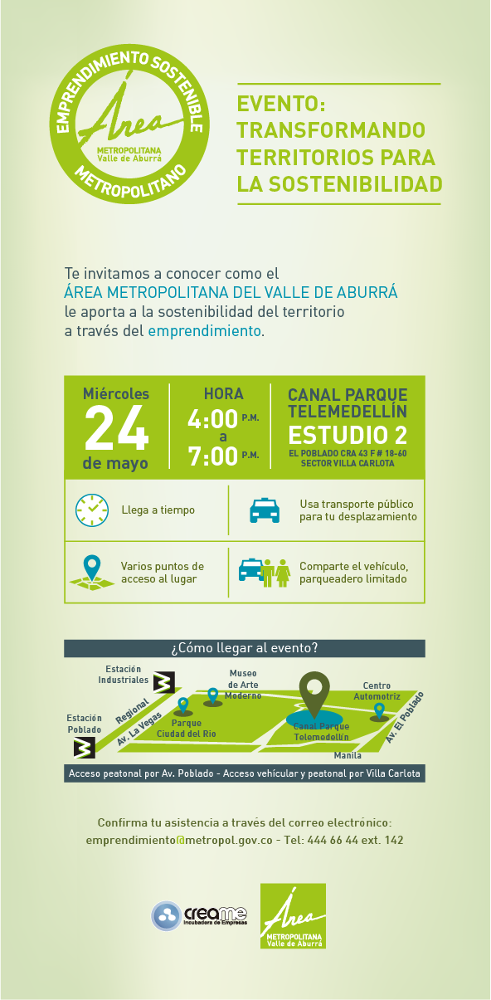 EMPRENDIMIENTO SOSTENIBLE
Área
METROPOLITANA
Valle de Aburrá
METROPOLITANO
EVENTO:
TRANSFORMANDO
TERRITORIOS PARA
LA SOSTENIBILIDAD
Te invitamos a conocer como el
ÁREA METROPOLITANA DEL VALLE DE ABURRÁ
le aporta a la sostenibilidad del territorio
a través del emprendimiento.
Miércoles
24
de mayo
HORA
4:00 P.M.
a
7:00 P.M.
CANAL PARQUE
TELEMEDELLÍN
ESTUDIO 2
EL POBLADO CRA 43 F # 18-60
SECTOR VILLA CARLOTA
Llega a tiempo
Usa transporte público
para tu desplazamiento
Varios puntos de
acceso al lugar
Comparte el vehículo,
parqueadero limitado
¿Cómo llegar al evento?
Estación
Industriales
Museo
de Arte
Moderno
Centro
Automotriz
Estación
Poblado
Regional
Av. La Vegas
Parque
Ciudad del Rio
Canal Parque
Telemedellín
Av. El Poblado
Manila
Acceso peatonal por Av. Poblado - Acceso vehícular y peatonal por Villa Carlota
Confirma tu asistencia a través del correo electrónico:
emprendimiento@metropol.gov.co - Tel: 444 66 44 ext. 142
creame
Incubadora de Empresas
Área
METROPOLITANA
Valle de Aburrá